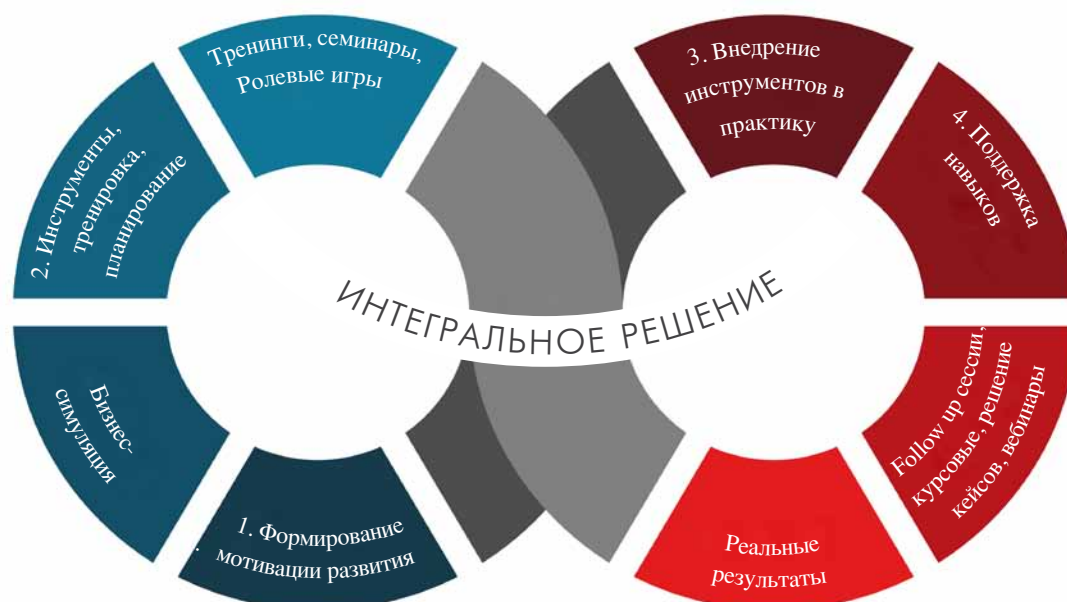 Тренинги, семинары,
Ролевые игры
2. Инструменты,
тренировка,
планирование
Бизнес-
симуляция
1. Формирование
. мотивации развития
ИНТЕГРАЛЬНОЕ РЕШЕНИЕ
3. Внедрение
инструментов в
практику
4. Поддержка
навыков
Follow up сессии,
курсовые, решение
кейсов, вебинары
Реальные
результаты